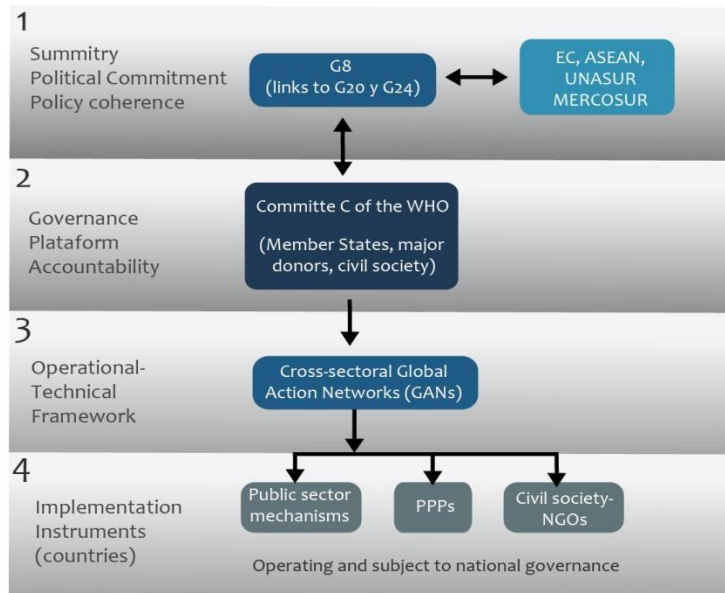 1
Summitry
Political Commitment
Policy coherence
G8
(links to G20 y G24)
EC, ASEAN,
UNASUR
MERCOSUR
2
Governance
Plataform
Accountability
Committe C of the WHO
(Member States, major
donors, civil society)
3
Operational-
Technical
Framework
Cross-sectoral Global
Action Networks (GANs)
4
Implementation
Instruments
(countries)
Public sector
mechanisms
PPPs
Civil society-
NGOs
Operating and subject to national governance